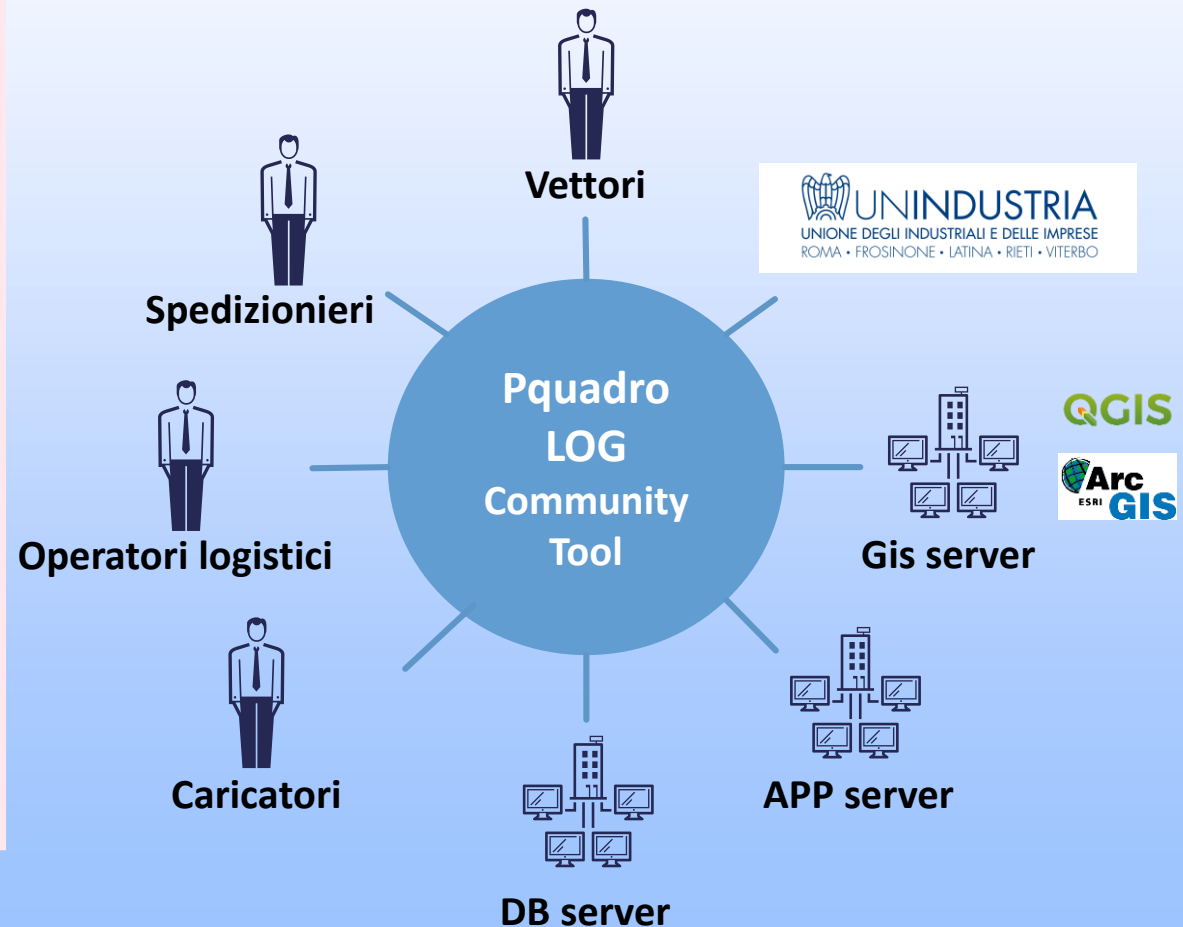 Vettori
UNINDUSTRIA
UNIONE DEGLI INDUSTRIALI E DELLE IMPRESE
ROMA • FROSINONE • LATINA • RIETI • VITERBO
Spedizionieri
Pquadro
LOG
Community
Tool
QGIS
Arc
ESRI GIS
Operatori logistici
Gis server
Caricatori
APP server
DB server